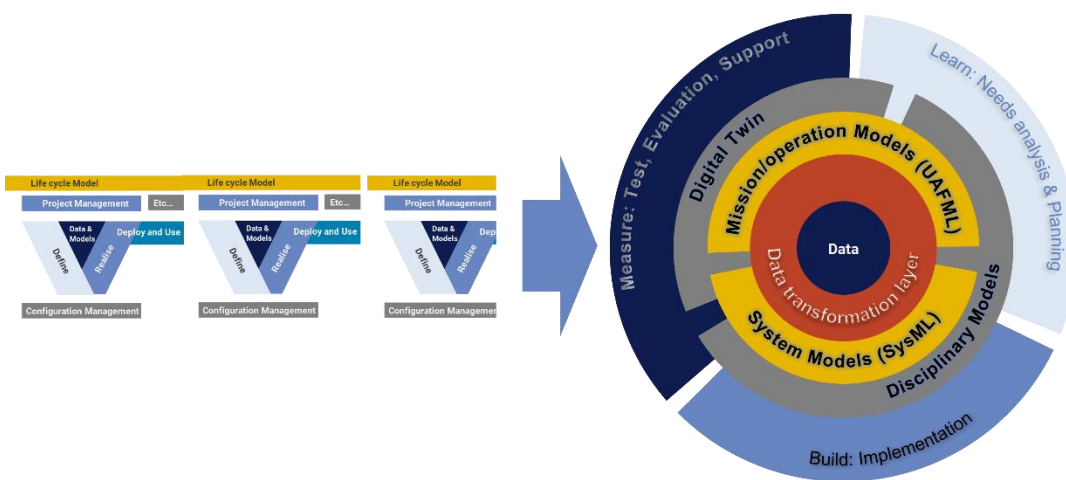 Life cycle Model
Project Management
Etc...
Data &
Models
Define
Realise
Deploy and Use
Configuration Management
Life cycle Model
Project Management
Etc...
Data &
Models
Define
Realise
Deploy and Use
Configuration Management
Life cycle Model
Project Management
Data &
Models
Define
Realise
Configuration Management
Measure: Test, Evaluation, Support
Learn: Needs analysis & Planning
Build: Implementation
Digital Twin
Disciplinary Models
Mission/operation Models (UAFML)
System Models (SysML)
Data transformation layer
Data